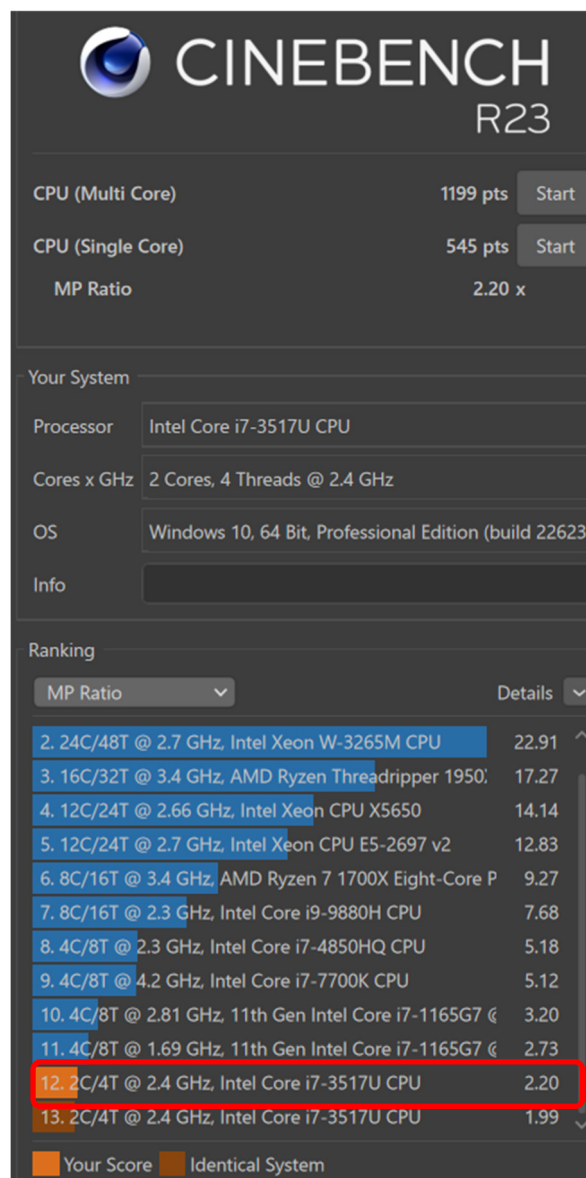 CINEBENCH
R23
CPU (Multi Core) 1199 pts Start
CPU (Single Core) 545 pts Start
MP Ratio 2.20 x
Your System
Processor Intel Core i7-3517U CPU
Cores x GHz 2 Cores, 4 Threads @ 2.4 GHz
OS Windows 10, 64 Bit, Professional Edition (build 22623
Info
Ranking
MP Ratio Details
2. 24C/48T @ 2.7 GHz, Intel Xeon W-3265M CPU 22.91
3. 16C/32T @ 3.4 GHz, AMD Ryzen Threadripper 1950X 17.27
4. 12C/24T @ 2.66 GHz, Intel Xeon CPU X5650 14.14
5. 12C/24T @ 2.7 GHz, Intel Xeon CPU E5-2697 v2 12.83
6. 8C/16T @ 3.4 GHz, AMD Ryzen 7 1700X Eight-Core P 9.27
7. 8C/16T @ 2.3 GHz, Intel Core i9-9880H CPU 7.68
8. 4C/8T @ 2.3 GHz, Intel Core i7-4850HQ CPU 5.18
9. 4C/8T @ 4.2 GHz, Intel Core i7-7700K CPU 5.12
10. 4C/8T @ 2.81 GHz, 11th Gen Intel Core i7-1165G7 @ 3.20
11. 4C/8T @ 1.69 GHz, 11th Gen Intel Core i7-1165G7 @ 2.73
12. 2C/4T @ 2.4 GHz, Intel Core i7-3517U CPU 2.20
13. 2C/4T @ 2.4 GHz, Intel Core i7-3517U CPU 1.99
Your Score Identical System